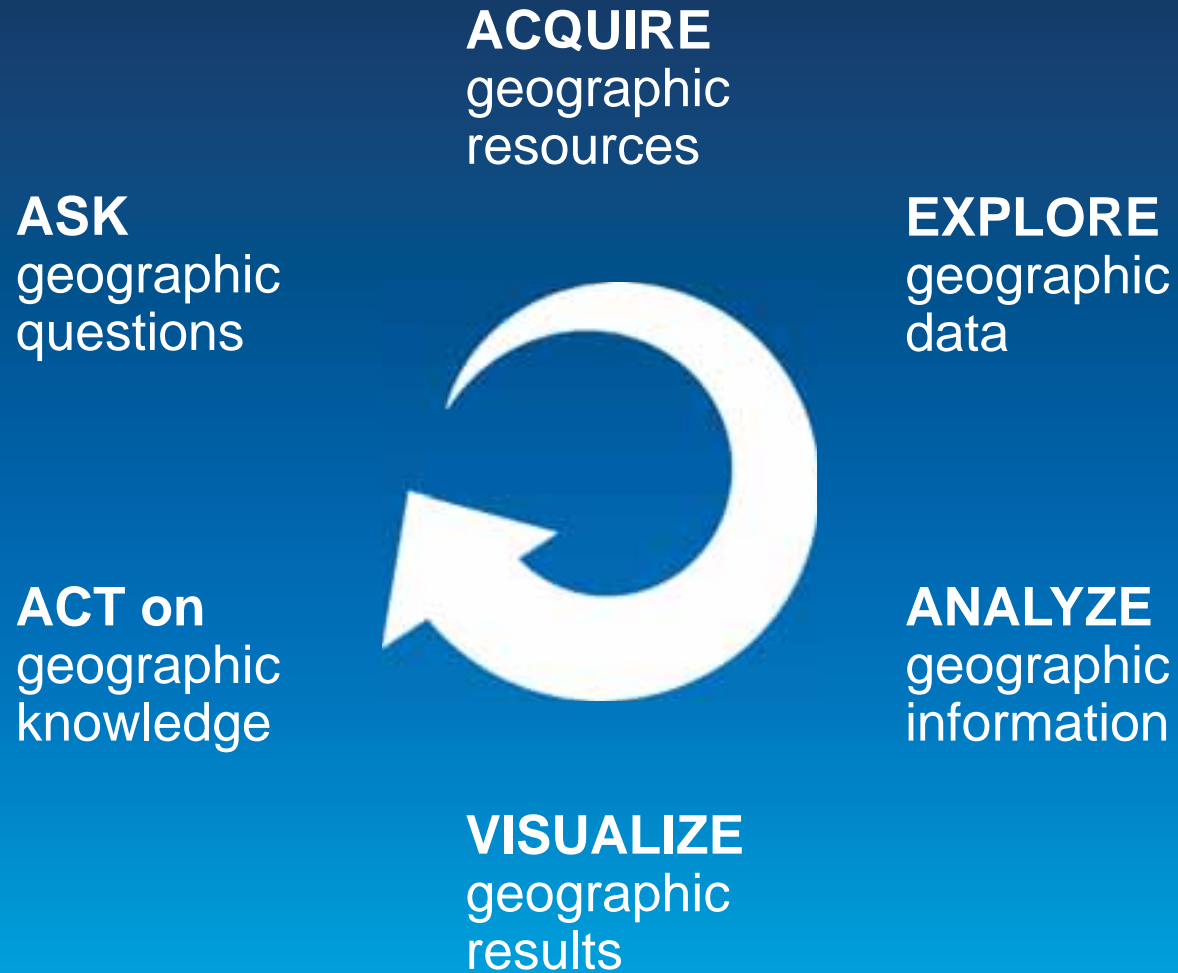 ACQUIRE
geographic
resources
ASK
geographic
questions
EXPLORE
geographic
data
ACT on
geographic
knowledge
ANALYZE
geographic
information
VISUALIZE
geographic
results